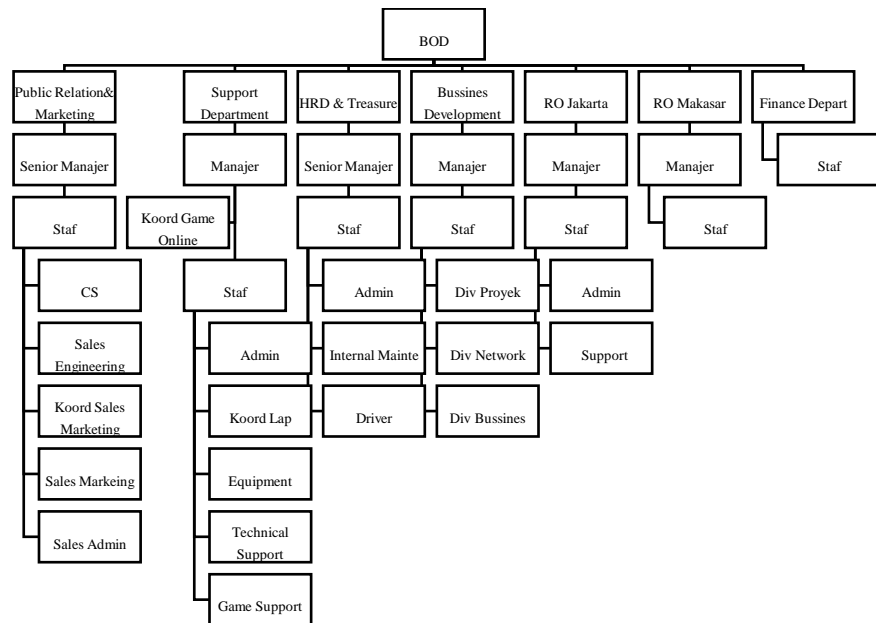 BOD
Public Relation&
Marketing
Support
Department
HRD & Treasure
Bussines
Development
RO Jakarta
RO Makasar
Finance Depart
Senior Manajer
Manajer
Senior Manajer
Manajer
Manajer
Manajer
Staf
Staf
Koord Game
Online
Staf
Staf
Staf
Staf
CS
Staf
Admin
Div Proyek
Admin
Sales
Engineering
Admin
Internal Mainte
Div Network
Support
Koord Sales
Marketing
Koord Lap
Driver
Div Bussines
Sales Markeing
Equipment
Sales Admin
Technical
Support
Game Support